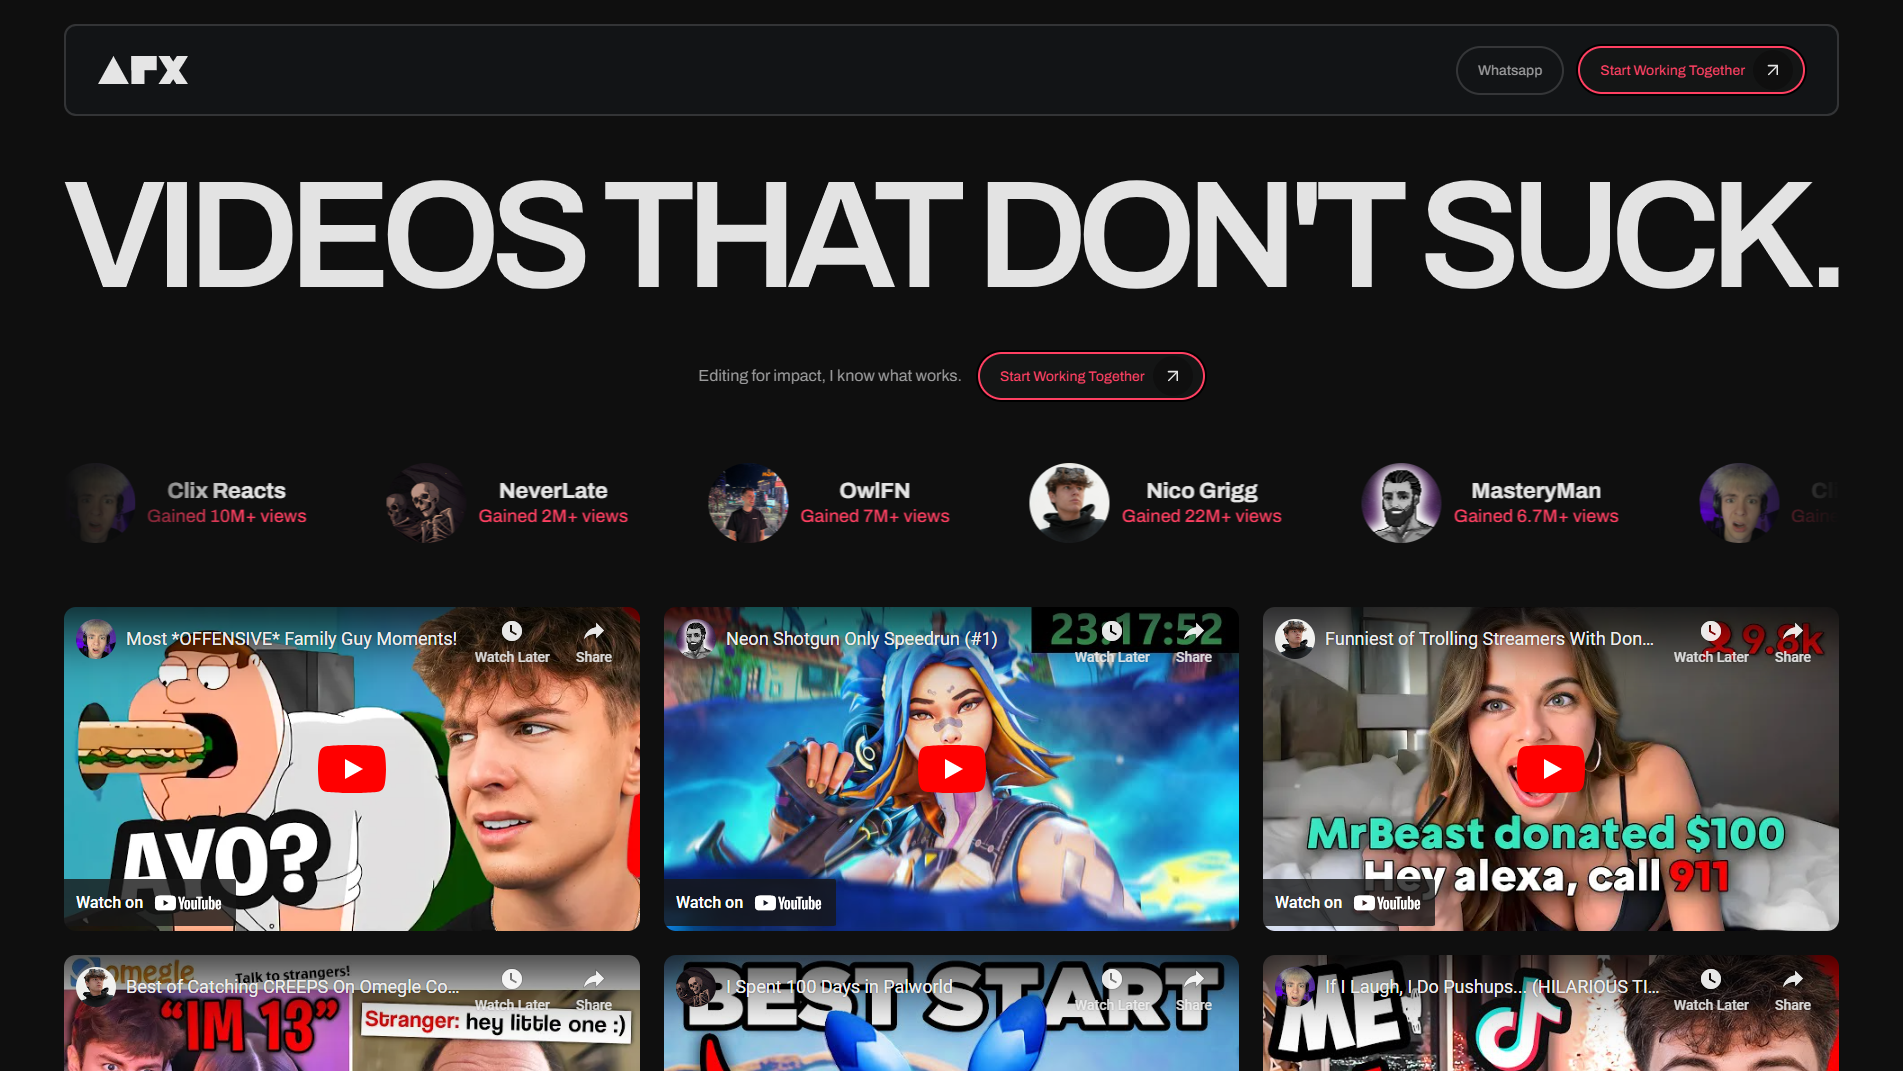 AFX
Whatsapp
Start Working Together
VIDEOS THAT DON'T SUCK.
Editing for impact, I know what works.
Start Working Together
Clix Reacts
Gained 10M+ views
NeverLate
Gained 2M+ views
OwlFN
Gained 7M+ views
Nico Grigg
Gained 22M+ views
MasteryMan
Gained 6.7M+ views
Most *OFFENSIVE* Family Guy Moments!
Watch Later
Share
AYO?
Watch on YouTube
Neon Shotgun Only Speedrun (#1)
23:17:52
Watch Later
Share
Watch on YouTube
Funniest of Trolling Streamers With Don...
9.8k
Watch Later
Share
MrBeast donated $100
Hey alexa, call 911
Watch on YouTube
omegle
Talk to strangers!
Best of Catching CREEPS On Omegle Co...
Watch Later
Share
"IM 13"
Stranger: hey little one :)
BEST START
I Spent 100 Days in Palworld
Watch Later
Share
ME!
If I Laugh, I Do Pushups... (HILARIOUS TI...
Watch Later
Share